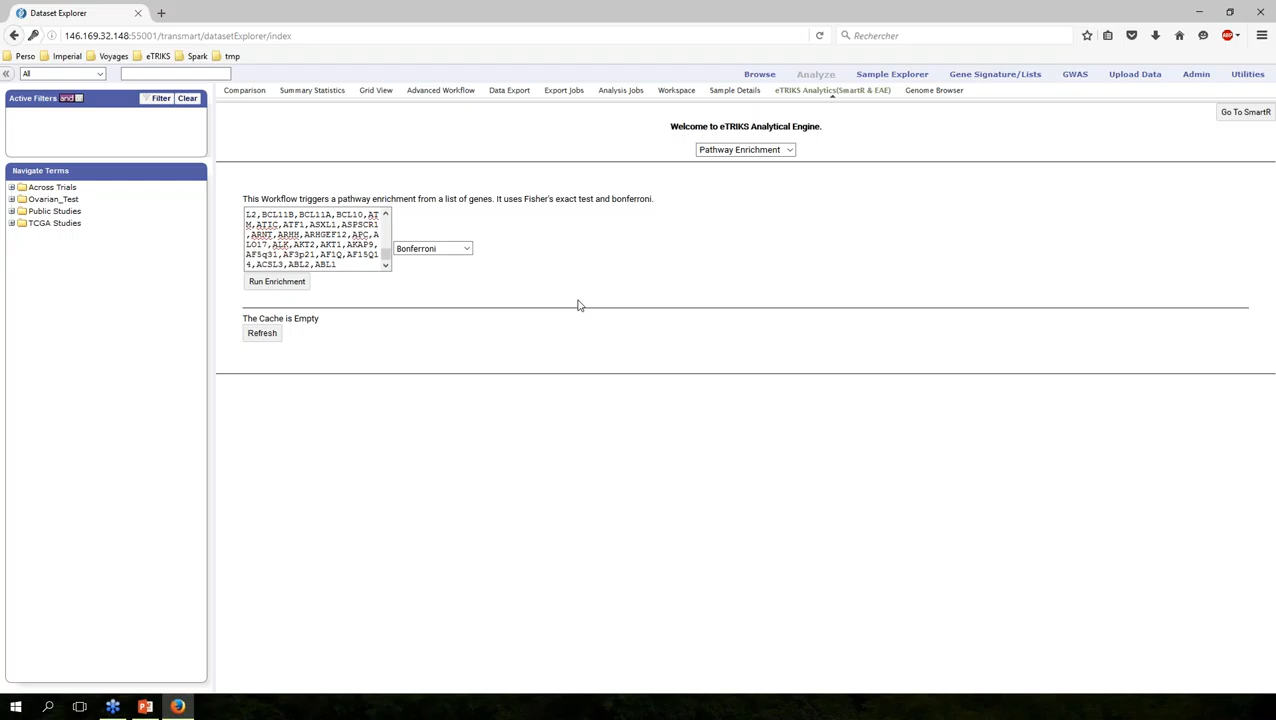 Dataset Explorer
146.169.32.148:55001/transmart/datasetExplorer/index
Rechercher
ABP
Perso Imperial Voyages eTRIKS Spark tmp
All
Browse Analyze Sample Explorer Gene Signature/Lists GWAS Upload Data Admin Utilities
Active Filters and Filter Clear
Comparison Summary Statistics Grid View Advanced Workflow Data Export Export Jobs Analysis Jobs Workspace Sample Details eTRIKS Analytics(SmartR & EAE) Genome Browser
Go To SmartR
Welcome to eTRIKS Analytical Engine.
Pathway Enrichment
Navigate Terms
Across Trials
Ovarian_Test
Public Studies
TCGA Studies
This Workflow triggers a pathway enrichment from a list of genes. It uses Fisher's exact test and bonferroni.
L2,BCL11B,BCL11A,BCL10,AT
M,ATIC,ATF1,ASXL1,ASPSCR1
,ARNT,ARHH,ARHGEF12,APC,A
LO17,ALK,AKT2,AKT1,AKAP9,
AF5q31,AF3p21,AF1Q,AF15Q1
4,ACSL3,ABL2,ABL1
Bonferroni
Run Enrichment
The Cache is Empty
Refresh